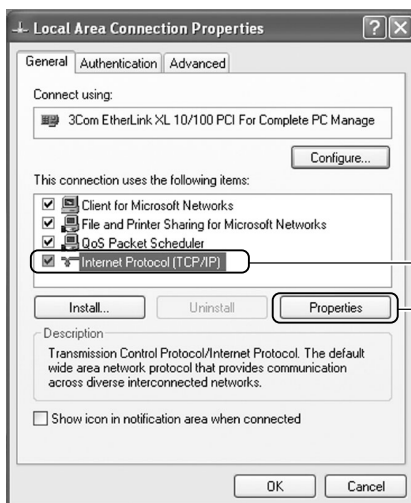 Local Area Connection Properties
General Authentication Advanced
Connect using:
3Com EtherLink XL 10/100 PCI For Complete PC Manage
Configure...
This connection uses the following items:
Client for Microsoft Networks
File and Printer Sharing for Microsoft Networks
QoS Packet Scheduler
Internet Protocol (TCP/IP)
Install... Uninstall Properties
Description
Transmission Control Protocol/Internet Protocol. The default
wide area network protocol that provides communication
across diverse interconnected networks.
Show icon in notification area when connected
OK Cancel